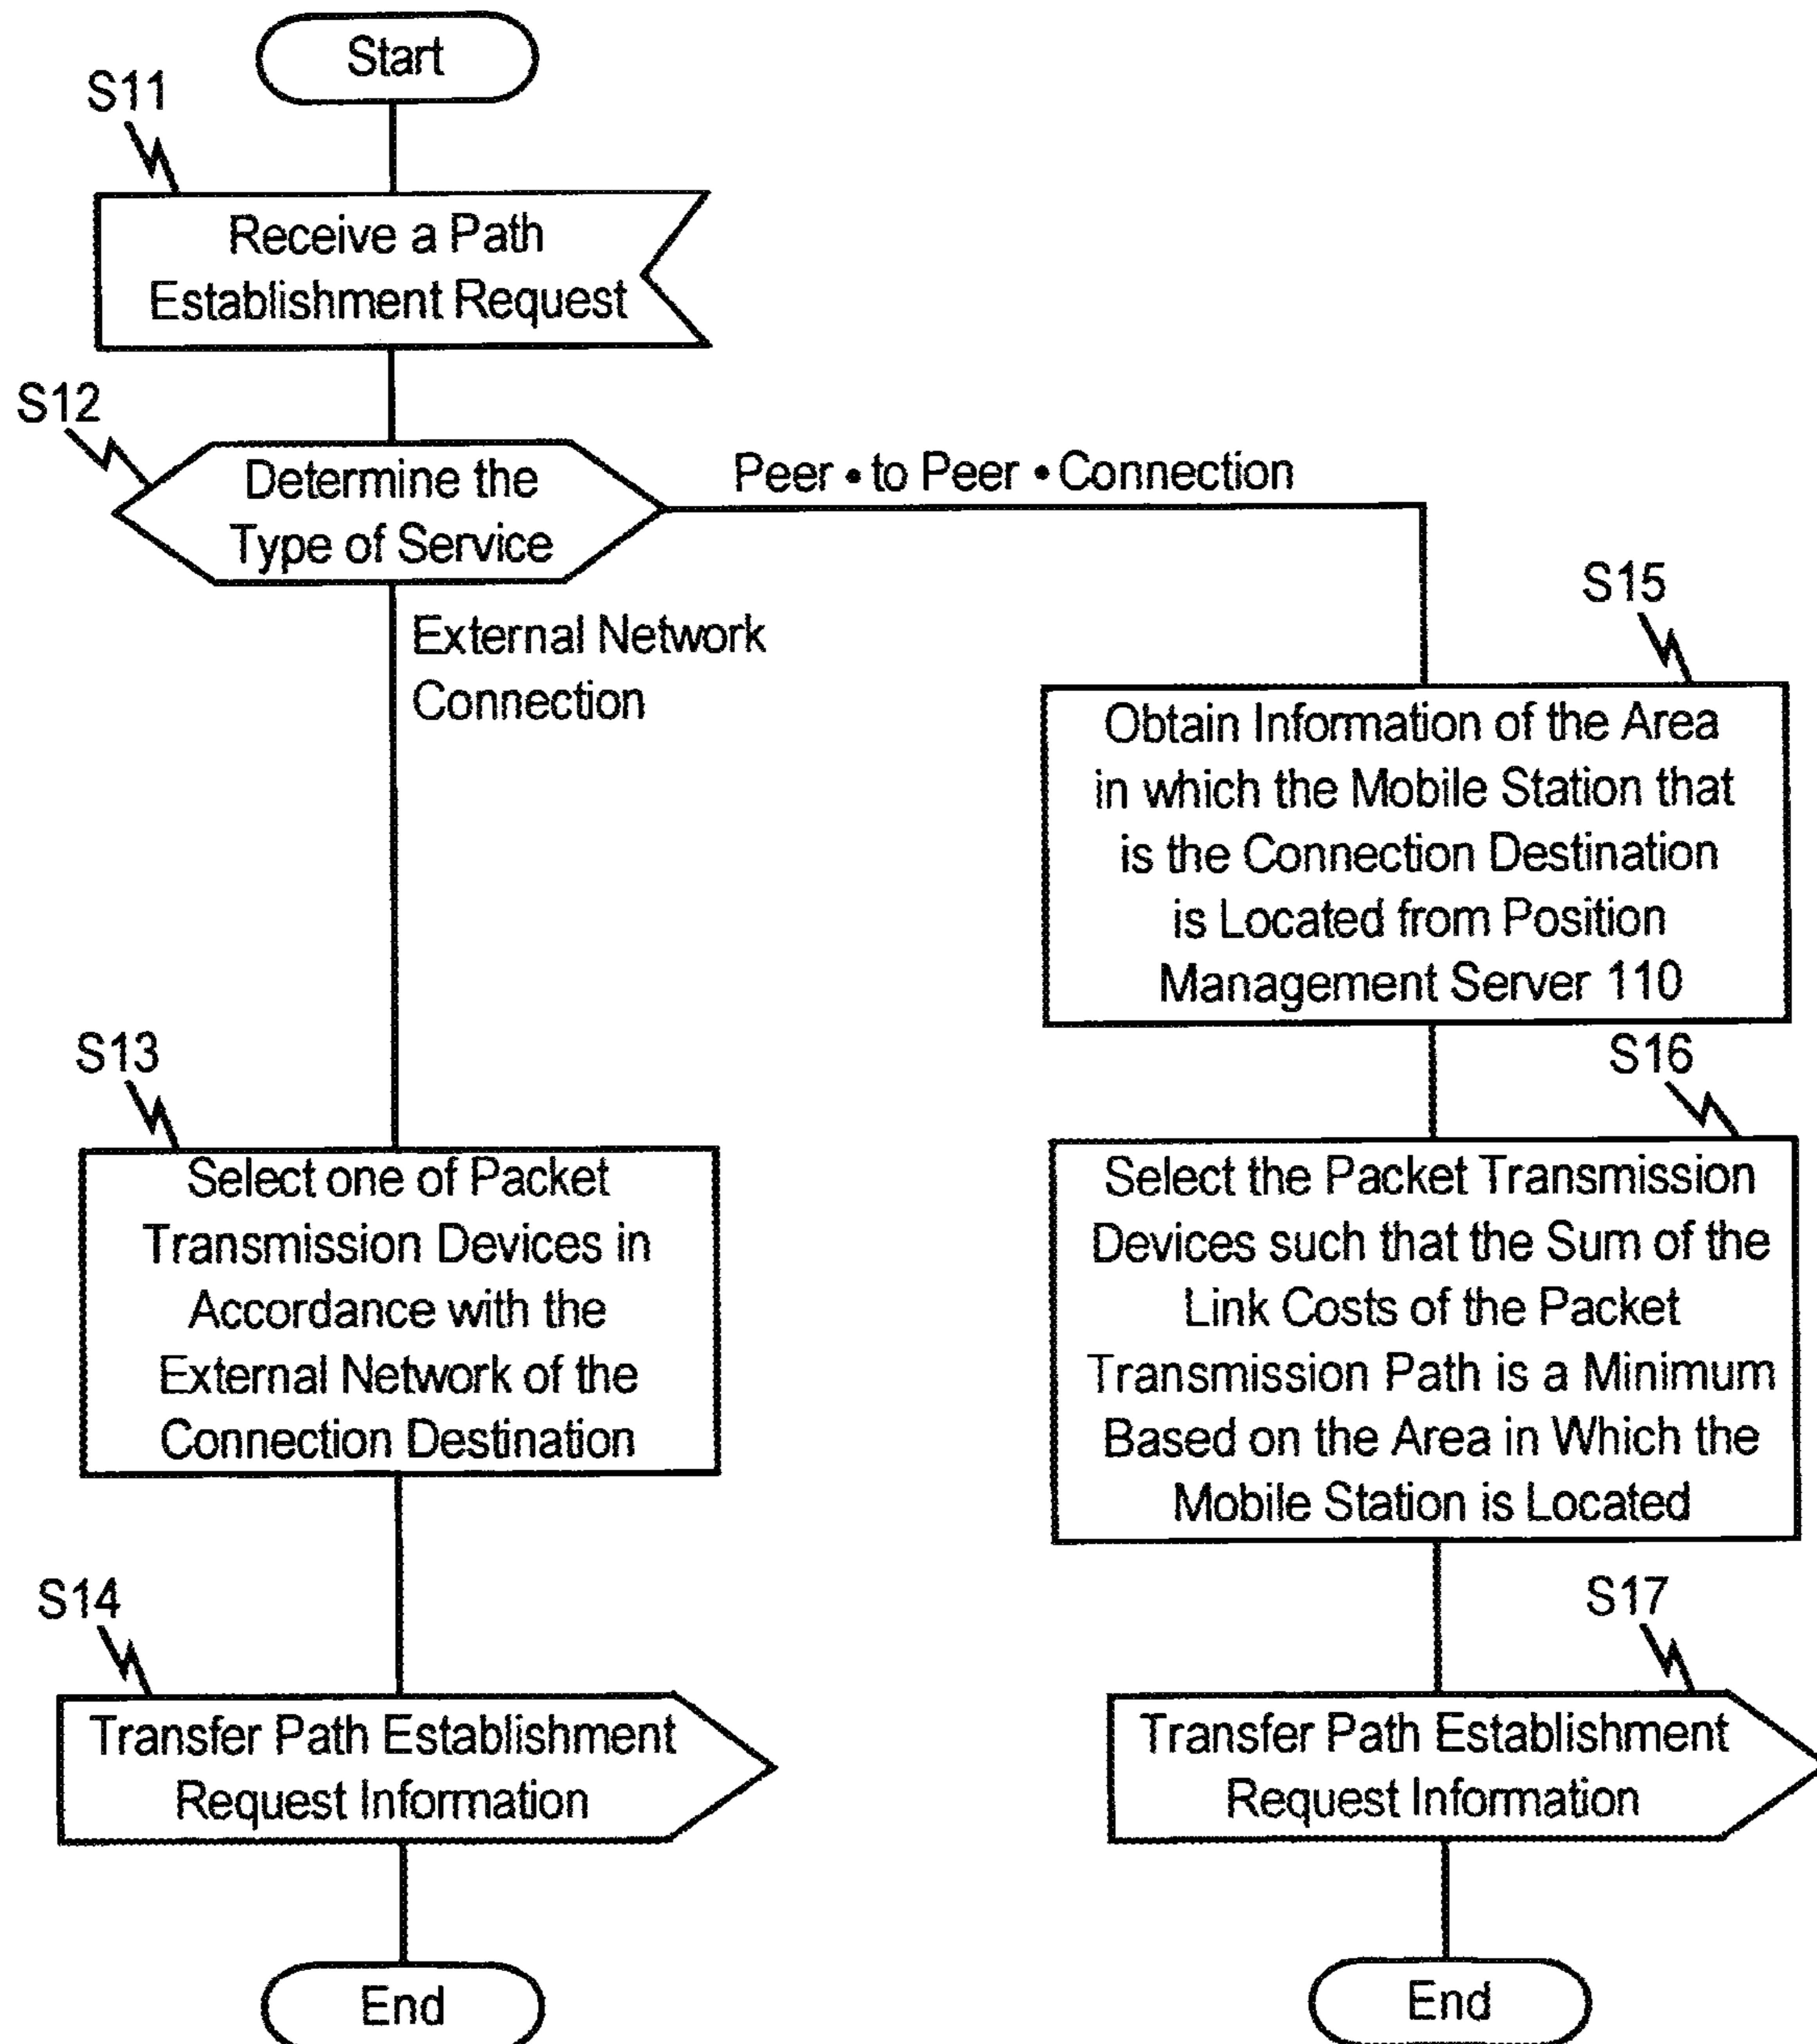 Start
S11
Receive a Path
Establishment Request
S12
Determine the
Type of Service
Peer • to Peer • Connection
External Network
Connection
S15
Obtain Information of the Area
in which the Mobile Station that
is the Connection Destination
is Located from Position
Management Server 110
S13
Select one of Packet
Transmission Devices in
Accordance with the
External Network of the
Connection Destination
S16
Select the Packet Transmission
Devices such that the Sum of the
Link Costs of the Packet
Transmission Path is a Minimum
Based on the Area in Which the
Mobile Station is Located
S14
Transfer Path Establishment
Request Information
S17
Transfer Path Establishment
Request Information
End
End